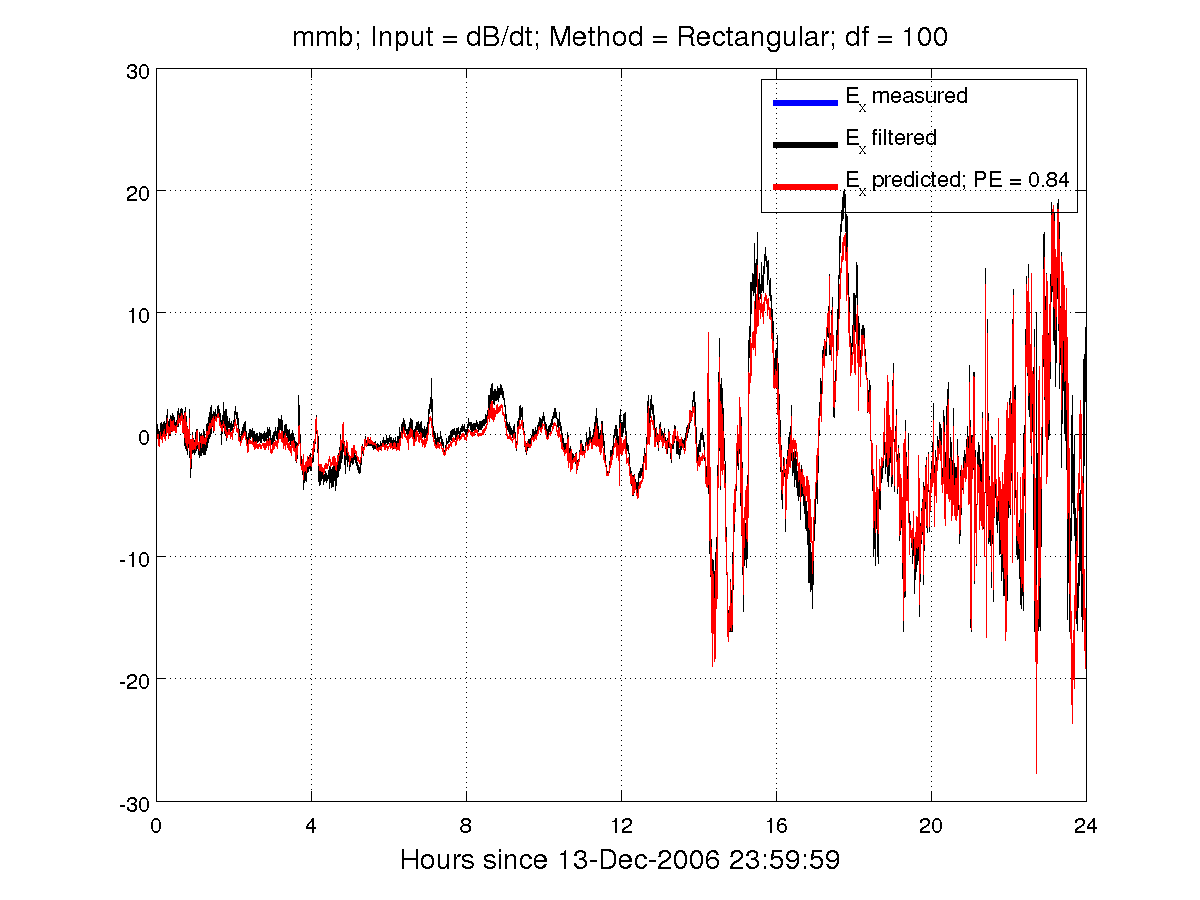 mmb; Input = dB/dt; Method = Rectangular; df = 100
30
20
10
0
-10
-20
-30
Ex measured
Ex filtered
Ex predicted; PE = 0.84
0 4 8 12 16 20 24
Hours since 13-Dec-2006 23:59:59